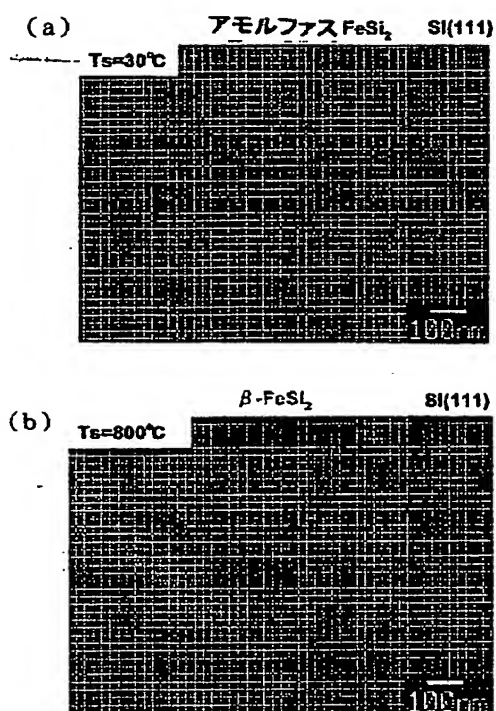 (a) アモルファス FeSi₂ Si(111)
Ts=30℃
100nm
(b) β-FeSi₂ Si(111)
Ts=800℃
100nm